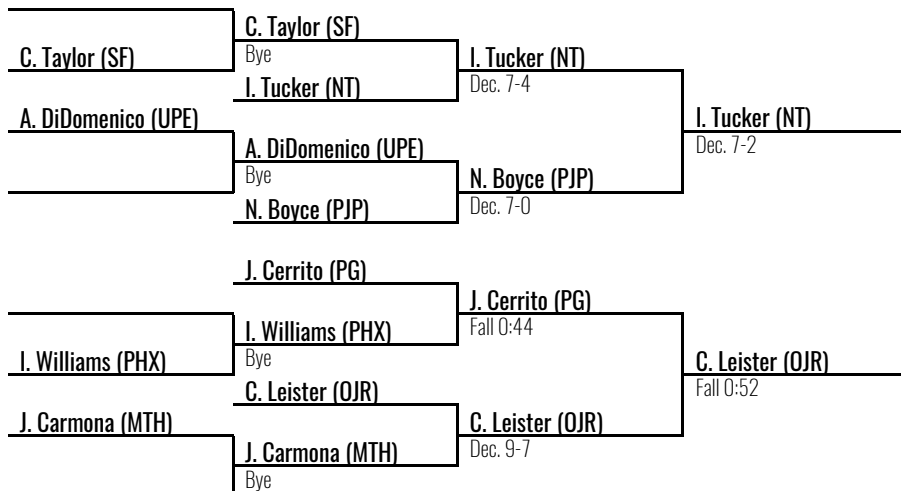 C. Taylor (SF)
C. Taylor (SF)
Bye
I. Tucker (NT)
I. Tucker (NT)
Dec. 7-4
A. DiDomenico (UPE)
I. Tucker (NT)
Dec. 7-2
A. DiDomenico (UPE)
Bye
N. Boyce (PJP)
N. Boyce (PJP)
Dec. 7-0
J. Cerrito (PG)
J. Cerrito (PG)
Fall 0:44
I. Williams (PHX)
Bye
I. Williams (PHX)
C. Leister (OJR)
Fall 0:52
C. Leister (OJR)
J. Carmona (MTH)
C. Leister (OJR)
Dec. 9-7
J. Carmona (MTH)
Bye